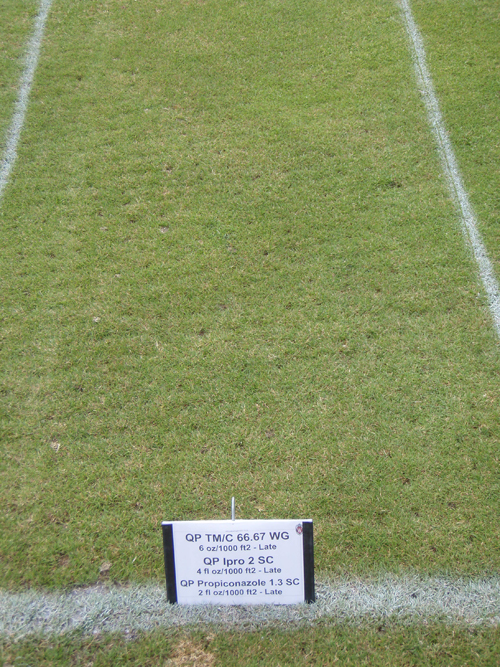 QP TM/C 66.67 WG
6 oz/1000 ft2 - Late
QP Ipro 2 SC
4 fl oz/1000 ft2 - Late
QP Propiconazole 1.3 SC
2 fl oz/1000 ft2 - Late